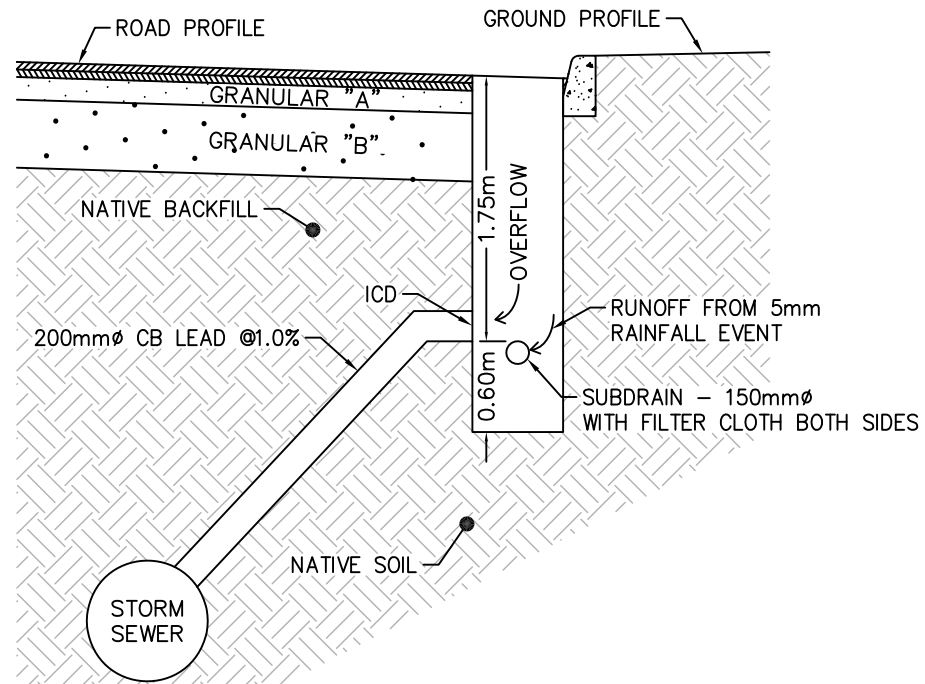 GROUND PROFILE
ROAD PROFILE
GRANULAR "A"
GRANULAR "B"
1.75m
OVERFLOW
NATIVE BACKFILL
ICD
RUNOFF FROM 5mm
RAINFALL EVENT
200mmø CB LEAD @1.0%
0.60m
SUBDRAIN – 150mmø
WITH FILTER CLOTH BOTH SIDES
NATIVE SOIL
STORM
SEWER